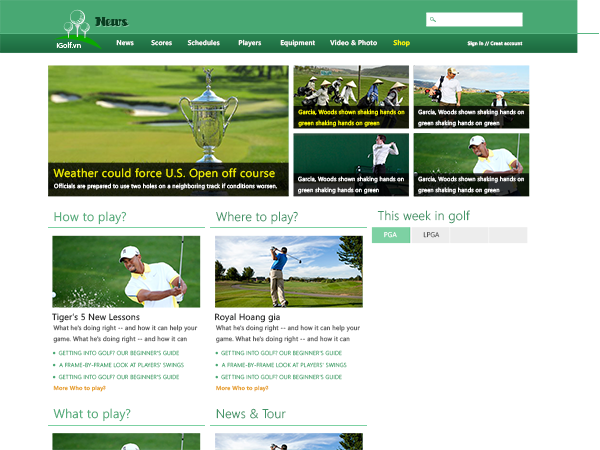 News
iGolf.vn
News Scores Schedules Players Equipment Video & Photo Shop
Sign in // Creat account
Garcia, Woods shown shaking hands on
green shaking hands on green
Garcia, Woods shown shaking hands on
green shaking hands on green
Weather could force U.S. Open off course
Officials are prepared to use two holes on a neighboring track if conditions worsen.
Garcia, Woods shown shaking hands on
green shaking hands on green
Garcia, Woods shown shaking hands on
green shaking hands on green
How to play?
Where to play?
This week in golf
PGA LPGA
Tiger's 5 New Lessons
What he's doing right -- and how it can help your
game. What he's doing right -- and how it can
GETTING INTO GOLF? OUR BEGINNER'S GUIDE
A FRAME-BY-FRAME LOOK AT PLAYERS' SWINGS
GETTING INTO GOLF? OUR BEGINNER'S GUIDE
More Who to play?
Royal Hoang gia
What he's doing right -- and how it can help your
game. What he's doing right -- and how it can
GETTING INTO GOLF? OUR BEGINNER'S GUIDE
A FRAME-BY-FRAME LOOK AT PLAYERS' SWINGS
GETTING INTO GOLF? OUR BEGINNER'S GUIDE
More Who to play?
What to play?
News & Tour